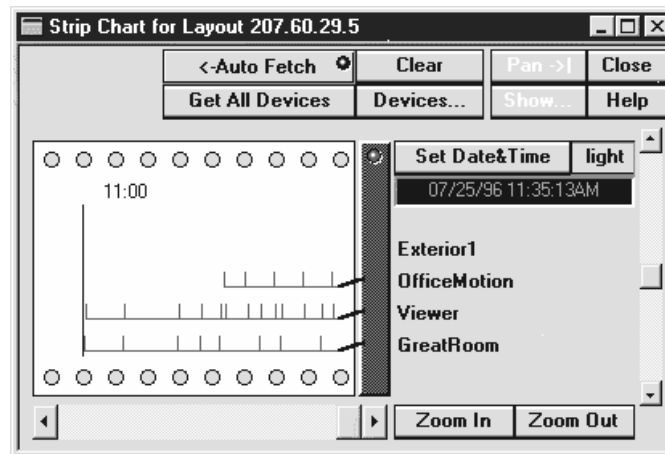 Strip Chart for Layout 207.60.29.5
<-Auto Fetch Clear Pan ->| Close
Get All Devices Devices... Show... Help
Set Date&Time light
11:00
07/25/96 11:35:13AM
Exterior1
OfficeMotion
Viewer
GreatRoom
Zoom In Zoom Out